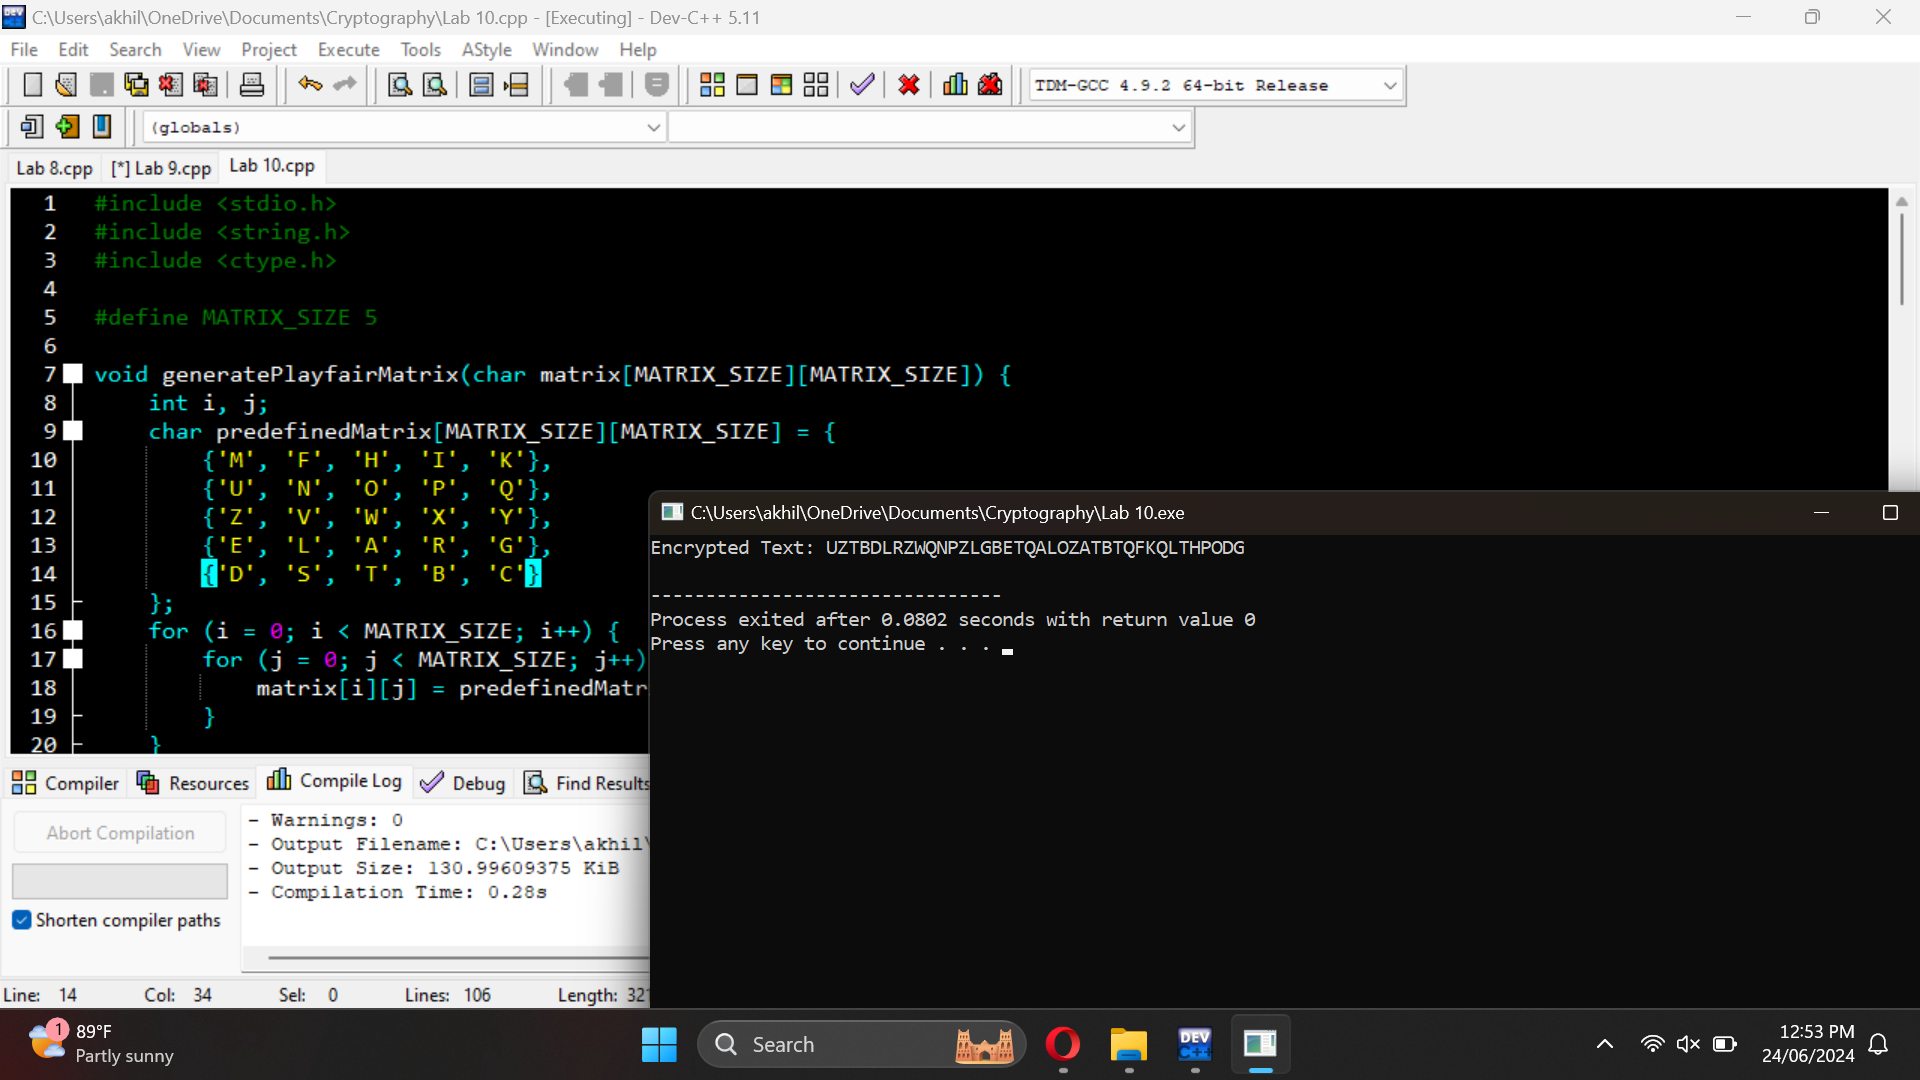 C:\Users\akhil\OneDrive\Documents\Cryptography\Lab 10.cpp - [Executing] - Dev-C++ 5.11
File Edit Search View Project Execute Tools AStyle Window Help
TDM-GCC 4.9.2 64-bit Release
(globals)
Lab 8.cpp [*] Lab 9.cpp Lab 10.cpp
1 #include <stdio.h>
2 #include <string.h>
3 #include <ctype.h>
4
5 #define MATRIX_SIZE 5
6
7 void generatePlayfairMatrix(char matrix[MATRIX_SIZE][MATRIX_SIZE]) {
8 int i, j;
9 char predefinedMatrix[MATRIX_SIZE][MATRIX_SIZE] = {
10 {'M', 'F', 'H', 'I', 'K'},
11 {'U', 'N', 'O', 'P', 'Q'},
12 {'Z', 'V', 'W', 'X', 'Y'},
13 {'E', 'L', 'A', 'R', 'G'},
14 {'D', 'S', 'T', 'B', 'C'}
15 };
16 for (i = 0; i < MATRIX_SIZE; i++) {
17 for (j = 0; j < MATRIX_SIZE; j++)
18 matrix[i][j] = predefinedMatr
19 }
20 }
C:\Users\akhil\OneDrive\Documents\Cryptography\Lab 10.exe
Encrypted Text: UZTBDLRZWQNPZLGBETQALOZATBTQFKQLTHPODG
--------------------------------
Process exited after 0.0802 seconds with return value 0
Press any key to continue . . .
Compiler Resources Compile Log Debug Find Results
Abort Compilation
Shorten compiler paths
- Warnings: 0
- Output Filename: C:\Users\akhil\
- Output Size: 130.99609375 KiB
- Compilation Time: 0.28s
Line: 14 Col: 34 Sel: 0 Lines: 106 Length: 321
1 89°F
Partly sunny
Search
DEV C++
12:53 PM
24/06/2024